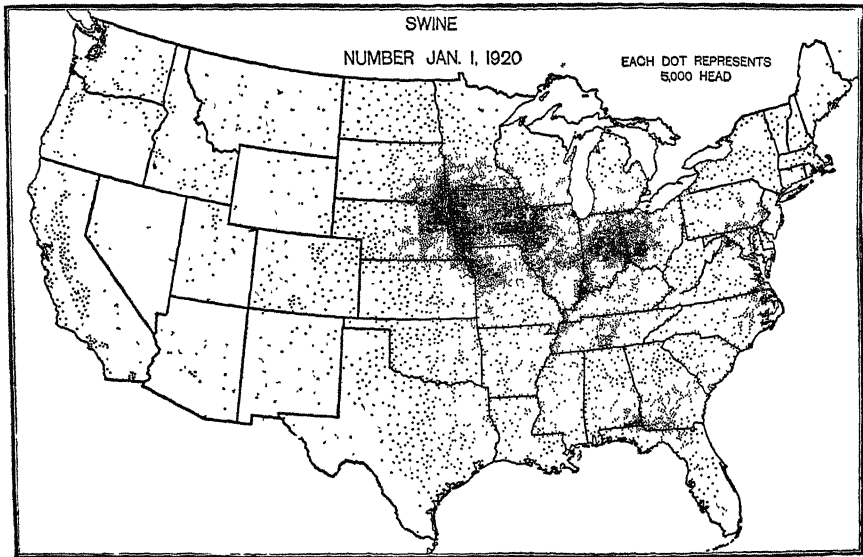 SWINE
NUMBER JAN. 1, 1920
EACH DOT REPRESENTS
5,000 HEAD